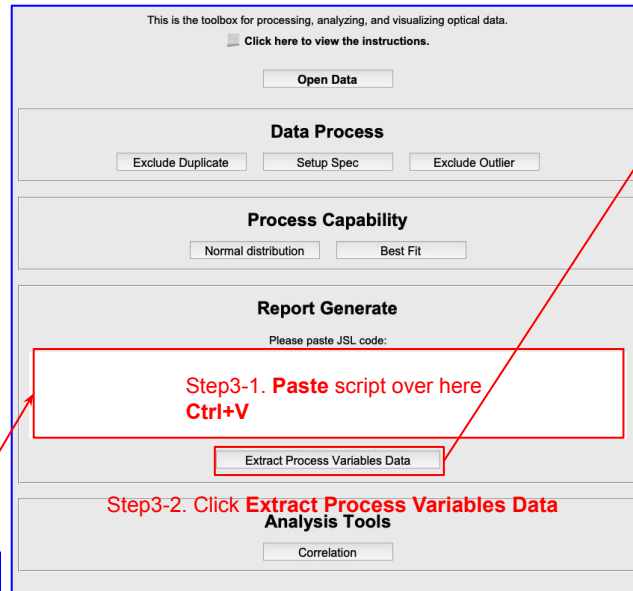 This is the toolbox for processing, analyzing, and visualizing optical data.
Click here to view the instructions.
Open Data
Data Process
Exclude Duplicate Setup Spec Exclude Outlier
Process Capability
Normal distribution Best Fit
Report Generate
Please paste JSL code:
Step3-1. Paste script over here
Ctrl+V
Extract Process Variables Data
Step3-2. Click Extract Process Variables Data
Analysis Tools
Correlation